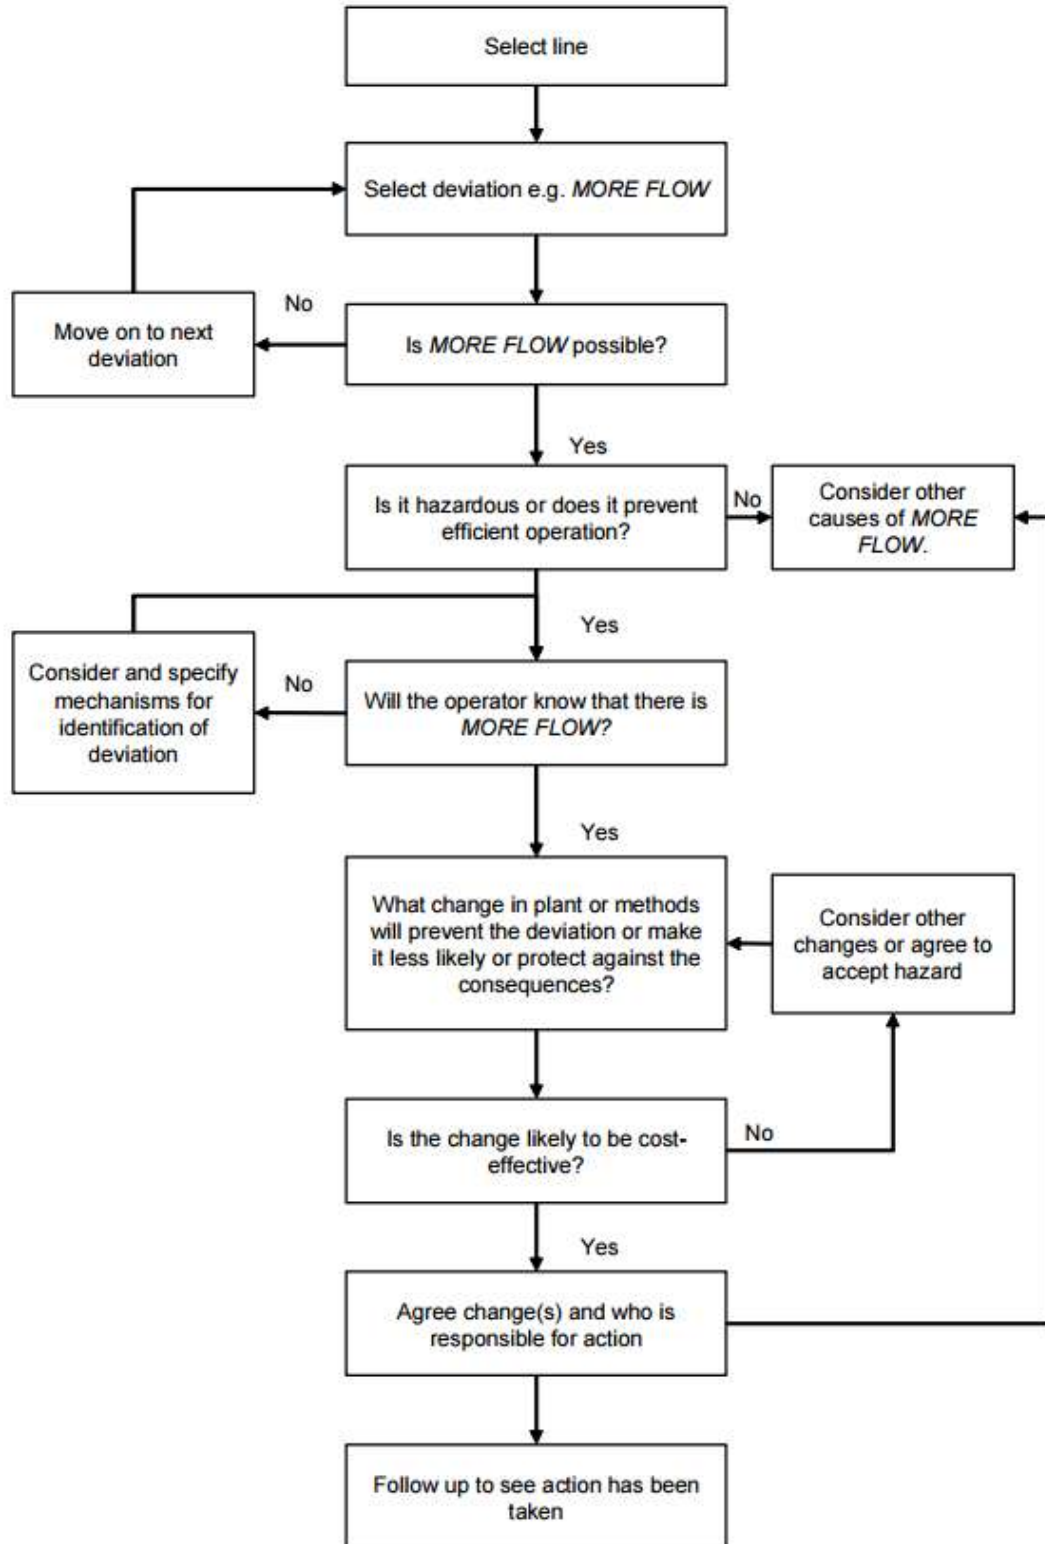 Select line
Select deviation e.g. MORE FLOW
No
Move on to next
deviation
Is MORE FLOW possible?
Yes
Is it hazardous or does it prevent
efficient operation?
No
Consider other
causes of MORE
FLOW.
Yes
Consider and specify
mechanisms for
identification of
deviation
No
Will the operator know that there is
MORE FLOW?
Yes
What change in plant or methods
will prevent the deviation or make
it less likely or protect against the
consequences?
Consider other
changes or agree to
accept hazard
Is the change likely to be cost-
effective?
No
Yes
Agree change(s) and who is
responsible for action
Follow up to see action has been
taken